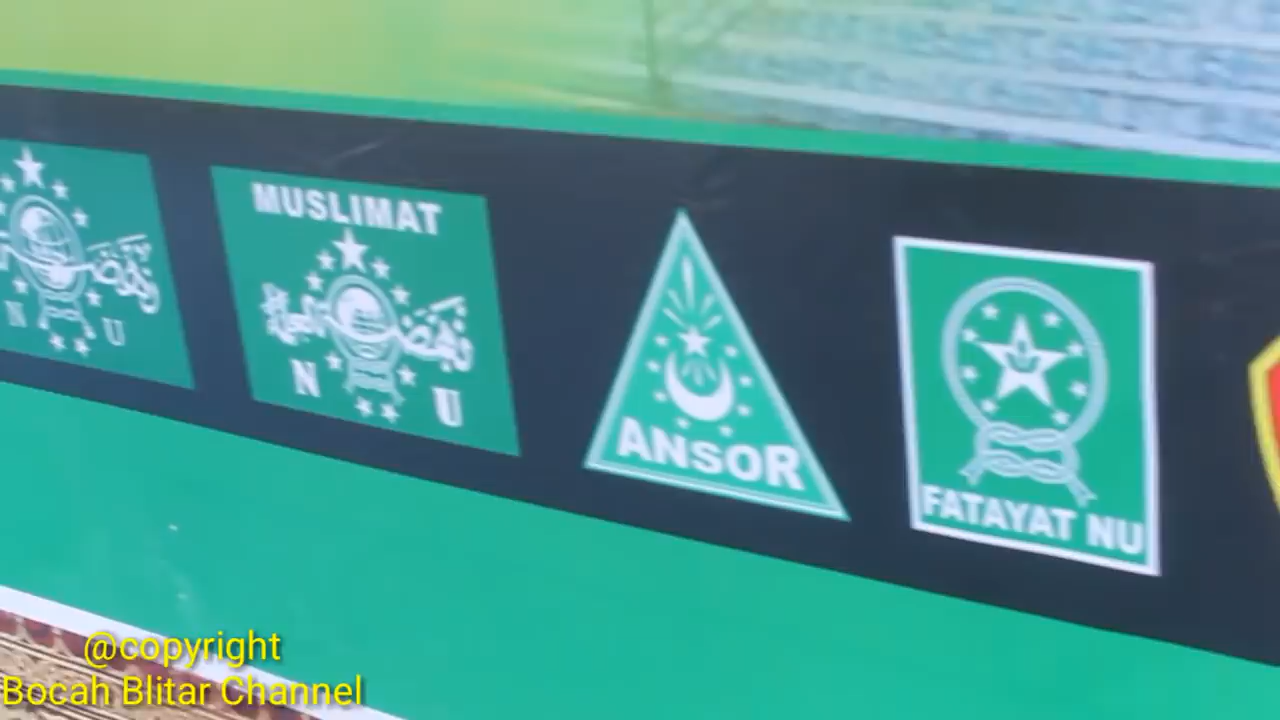 N U
MUSLIMAT
N U
ANSOR
FATAYAT NU
@copyright
Bocah Blitar Channel